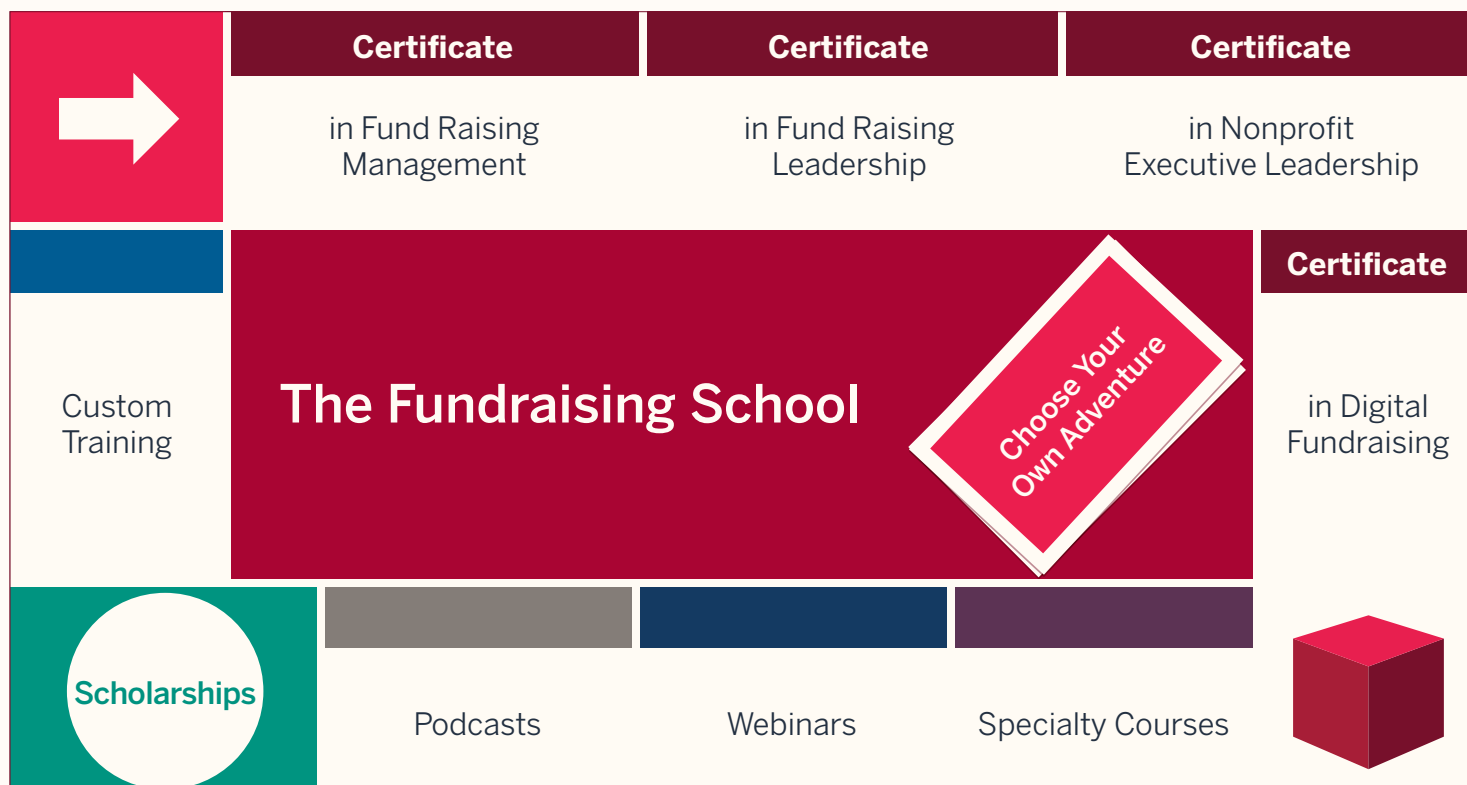 Certificate
in Fund Raising
Management
Certificate
in Fund Raising
Leadership
Certificate
in Nonprofit
Executive Leadership
Custom
Training
The Fundraising School
Choose Your
Own Adventure
Certificate
in Digital
Fundraising
Scholarships
Podcasts
Webinars
Specialty Courses